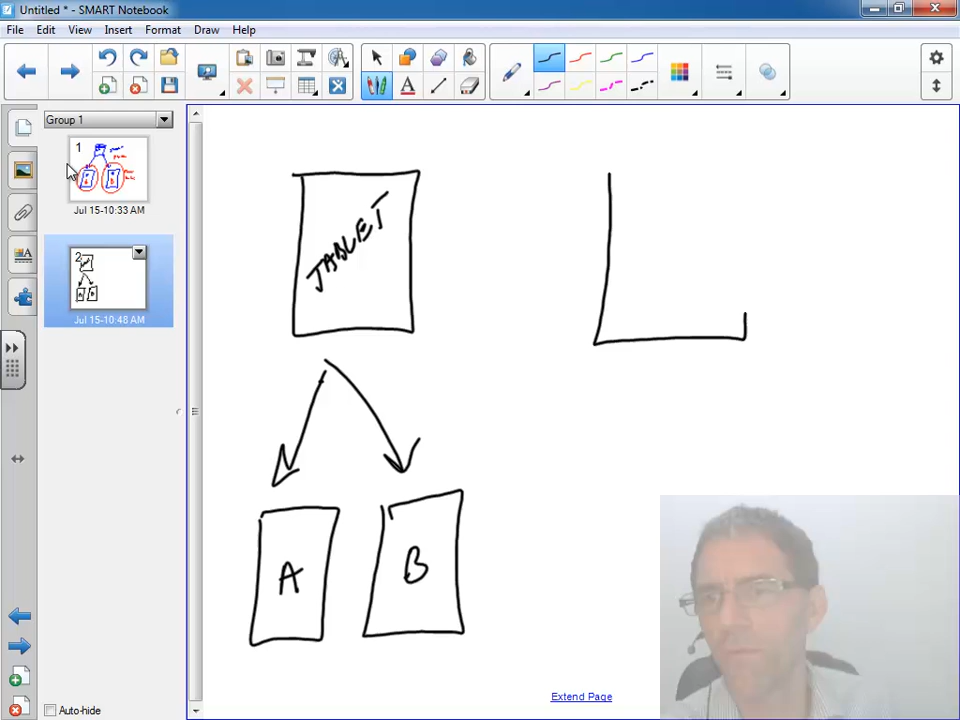 Untitled * - SMART Notebook
File Edit View Insert Format Draw Help
Group 1
1
Jul 15-10:33 AM
2
Jul 15-10:48 AM
TABLET
A
B
Extend Page
Auto-hide